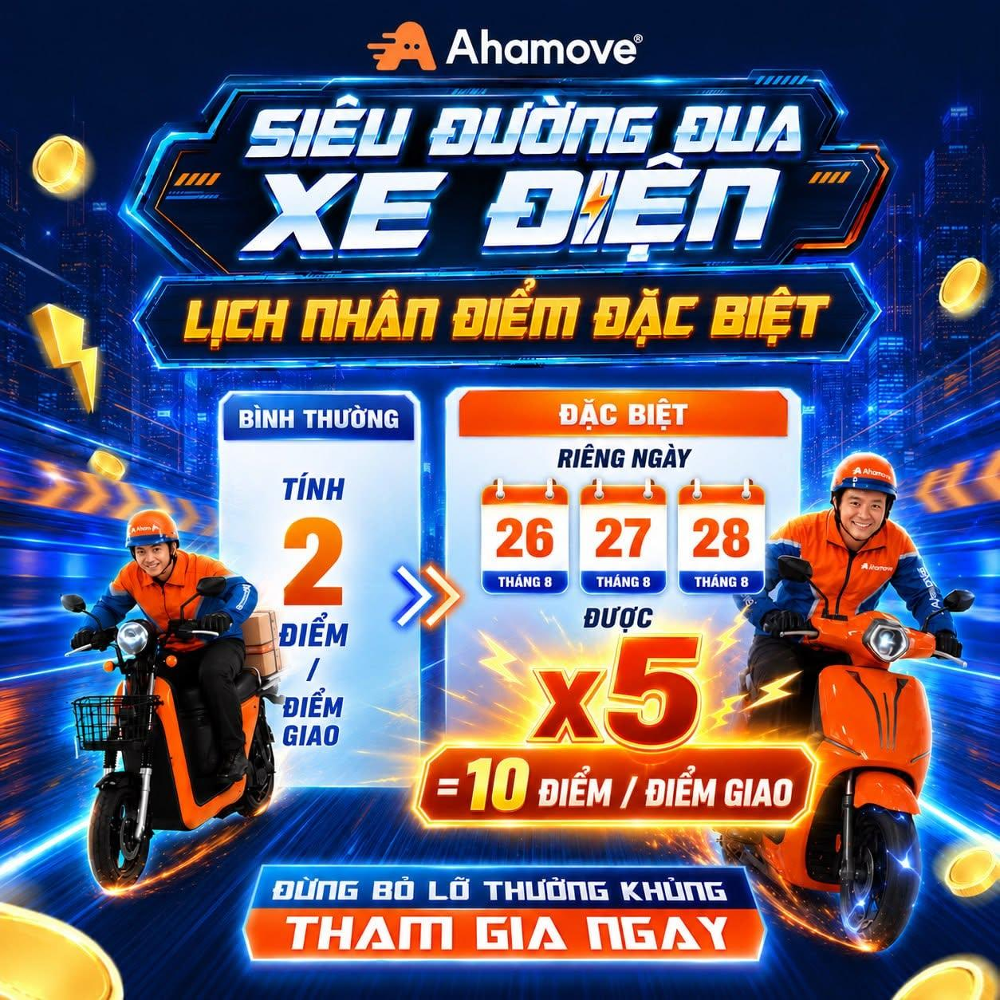 Ahamove®
SIÊU ĐƯỜNG ĐUA
XE ĐIỆN
LỊCH NHÂN ĐIỂM ĐẶC BIỆT
BÌNH THƯỜNG
TÍNH
2
ĐIỂM
/
ĐIỂM
GIAO
ĐẶC BIỆT
RIÊNG NGÀY
26 27 28
THÁNG 8 THÁNG 8 THÁNG 8
ĐƯỢC
x5
= 10 ĐIỂM / ĐIỂM GIAO
Ahamove
Ahamove
ĐỪNG BỎ LỠ THƯỞNG KHỦNG
THAM GIA NGAY